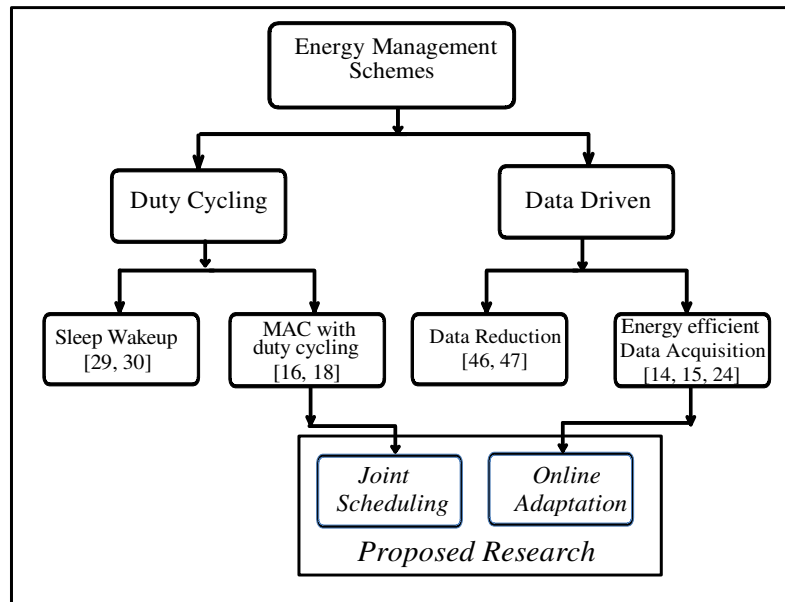 Energy Management
Schemes
Duty Cycling
Data Driven
Sleep Wakeup
[29, 30]
MAC with
duty cycling
[16, 18]
Data Reduction
[46, 47]
Energy efficient
Data Acquisition
[14, 15, 24]
Joint
Scheduling
Online
Adaptation
Proposed Research